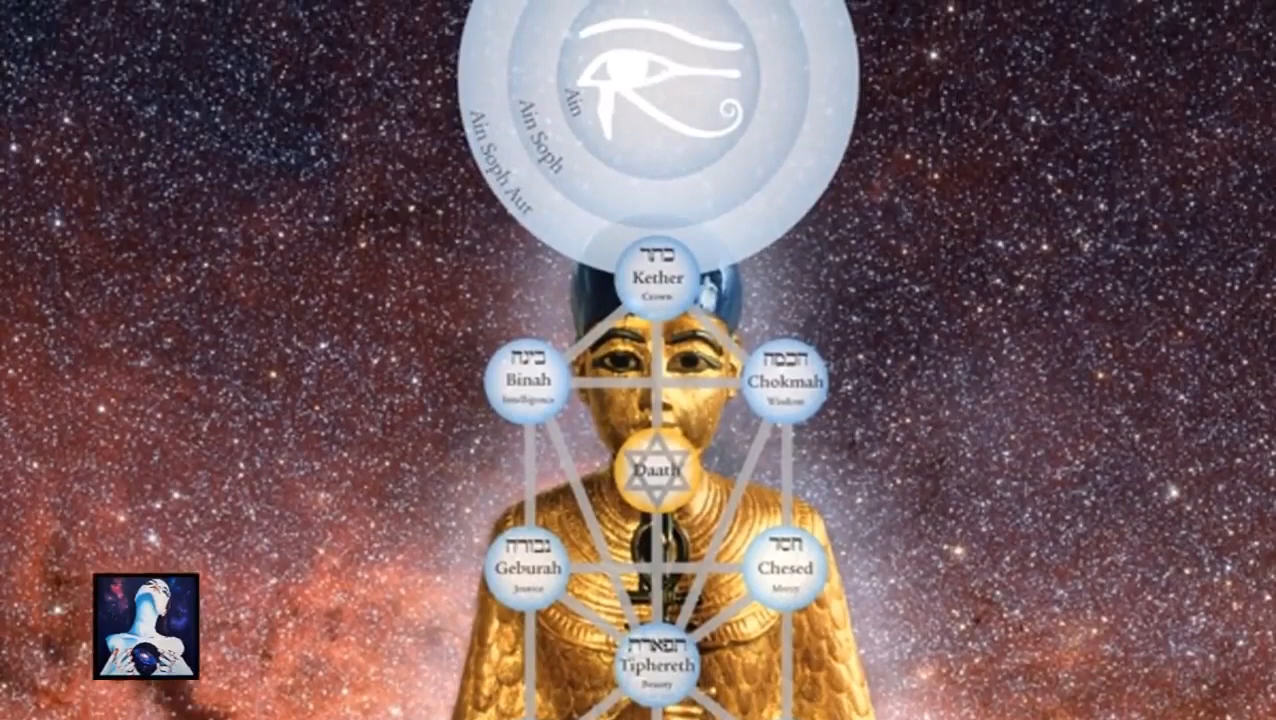 Ain
Ain Soph
Ain Soph Aur
כתר
Kether
Crown
בינה
Binah
Intelligence
חכמה
Chokmah
Wisdom
Daath
גבורה
Geburah
Justice
חסד
Chesed
Mercy
תפארת
Tiphereth
Beauty